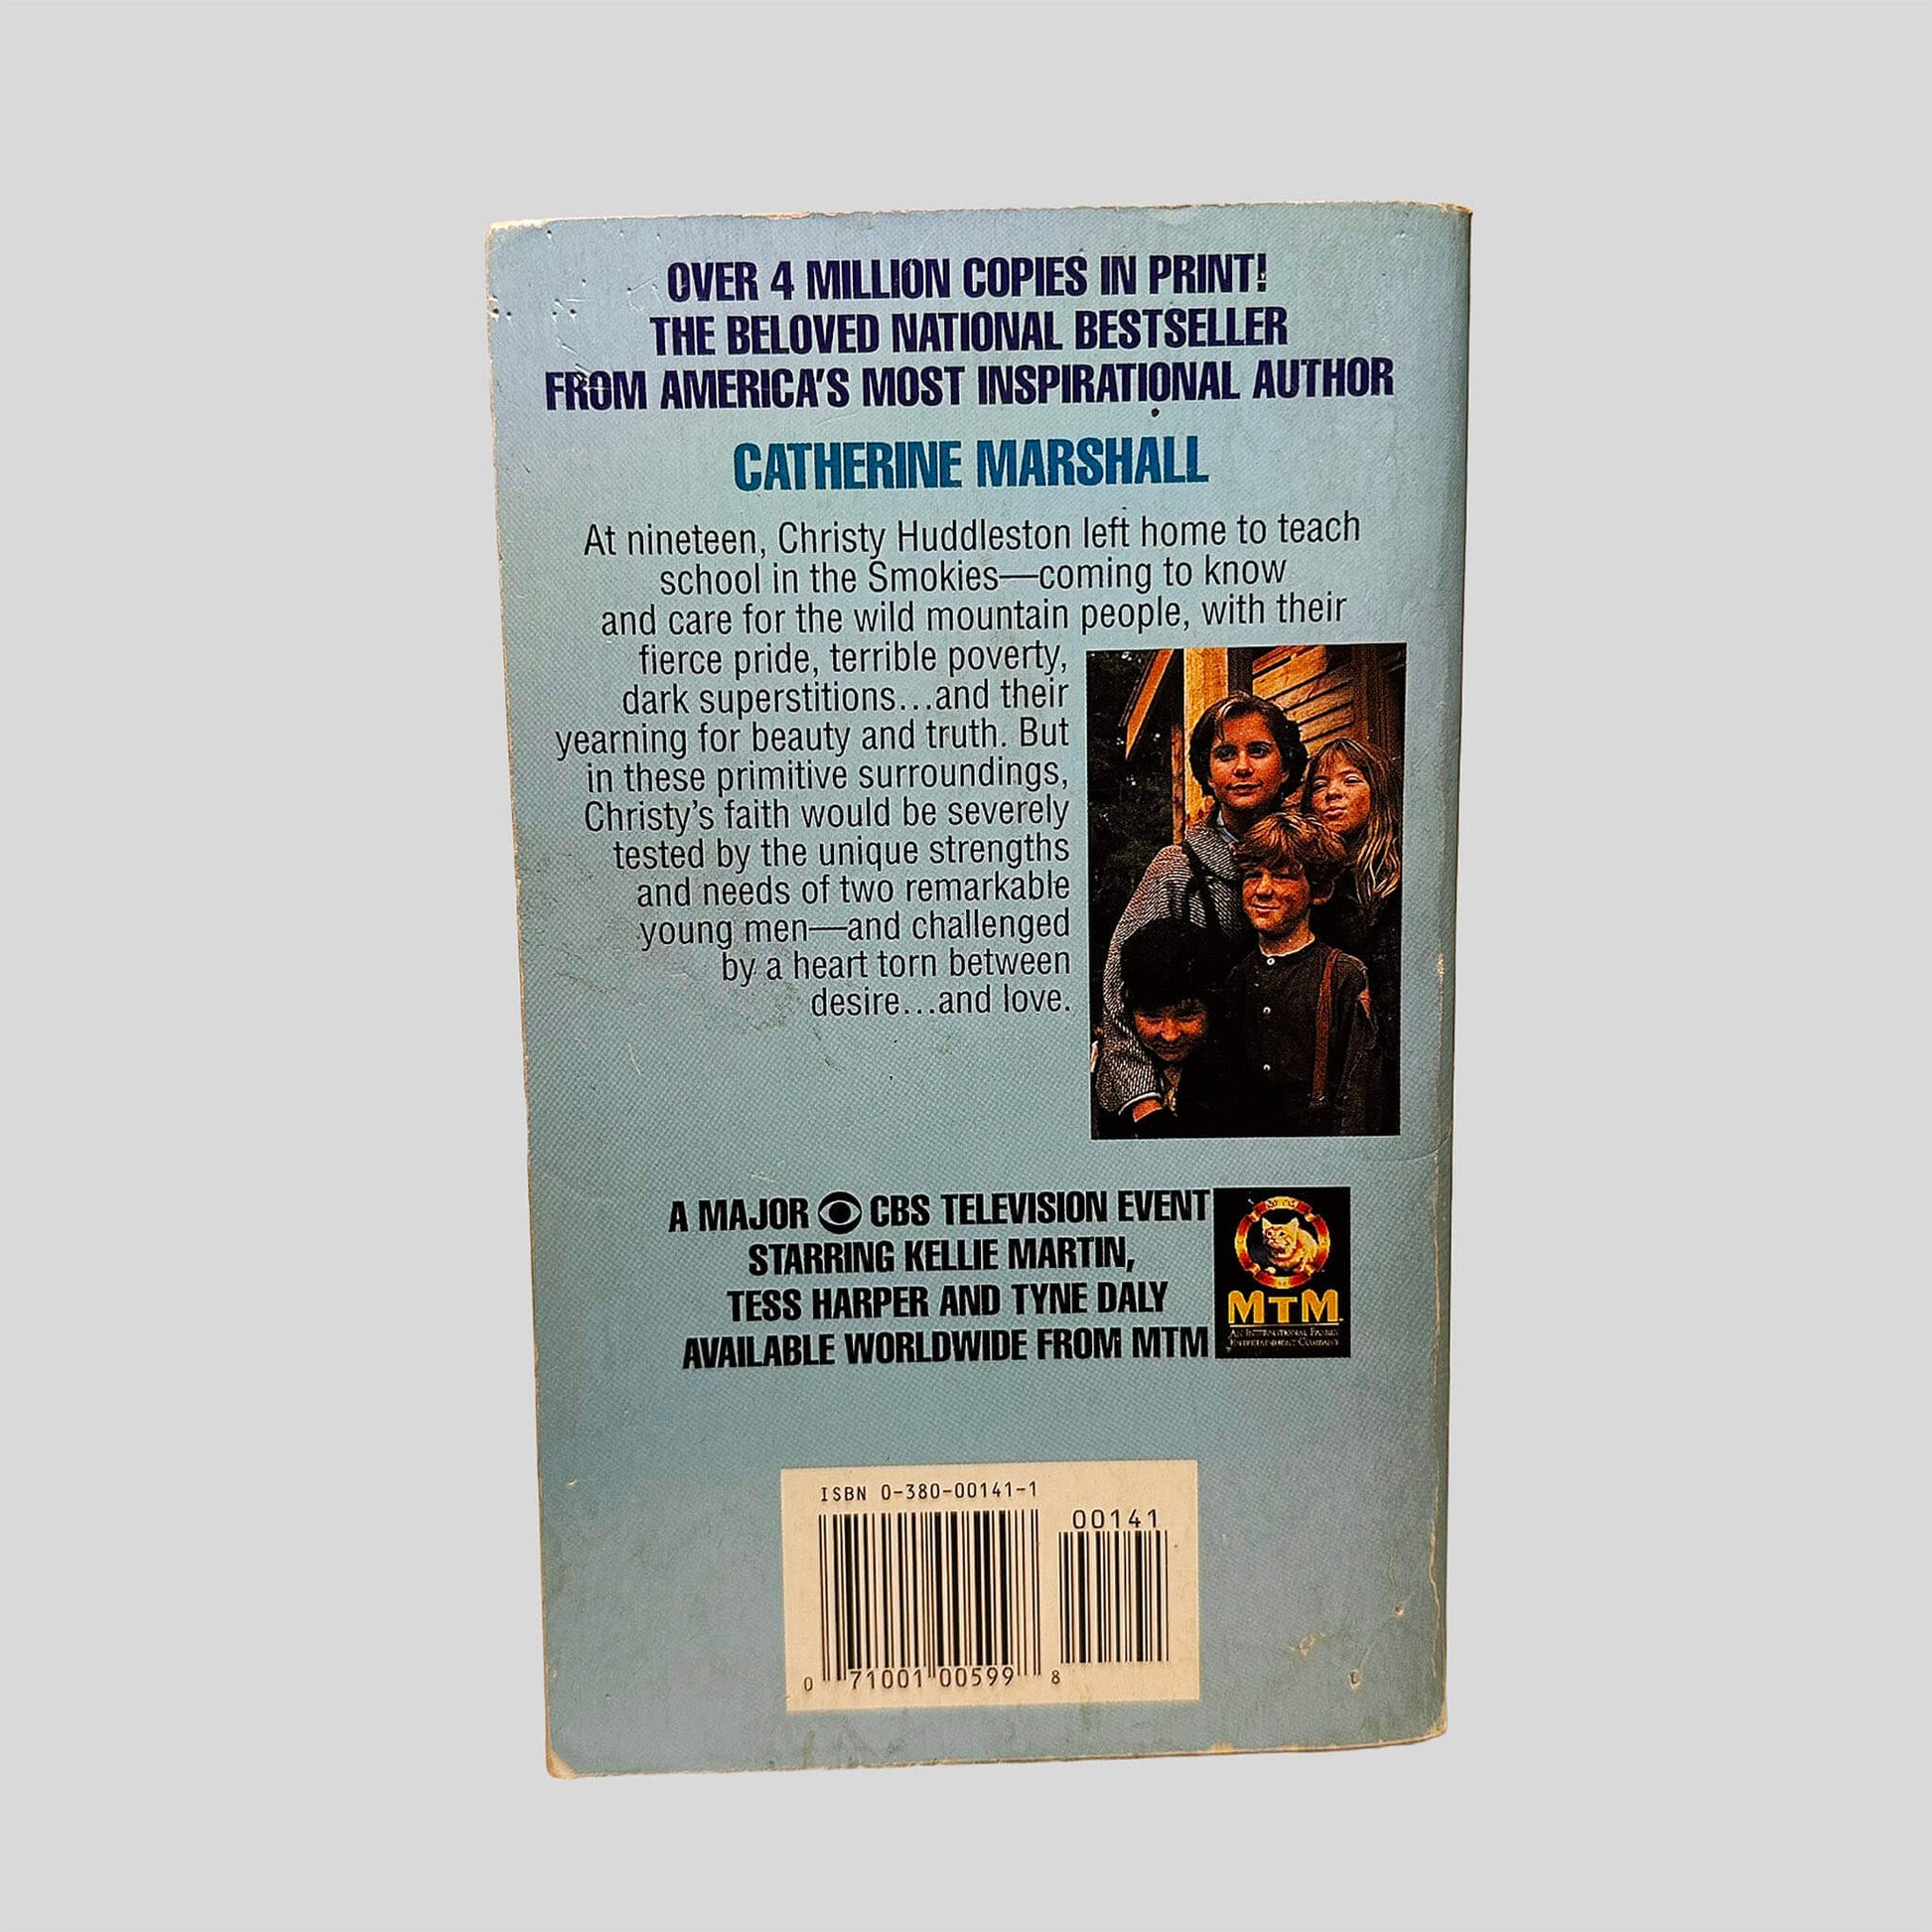 OVER 4 MILLION COPIES IN PRINT!
THE BELOVED NATIONAL BESTSELLER
FROM AMERICA'S MOST INSPIRATIONAL AUTHOR
CATHERINE MARSHALL
At nineteen, Christy Huddleston left home to teach
school in the Smokies—coming to know
and care for the wild mountain people, with their
fierce pride, terrible poverty,
dark superstitions...and their
yearning for beauty and truth. But
in these primitive surroundings,
Christy's faith would be severely
tested by the unique strengths
and needs of two remarkable
young men—and challenged
by a heart torn between
desire...and love.
A MAJOR CBS TELEVISION EVENT
STARRING KELLIE MARTIN,
TESS HARPER AND TYNE DALY
AVAILABLE WORLDWIDE FROM MTM
MTM
AN INTERNATIONAL FAMILY
ENTERTAINMENT COMPANY
ISBN 0-380-00141-1
00141
0 71001 00599 8